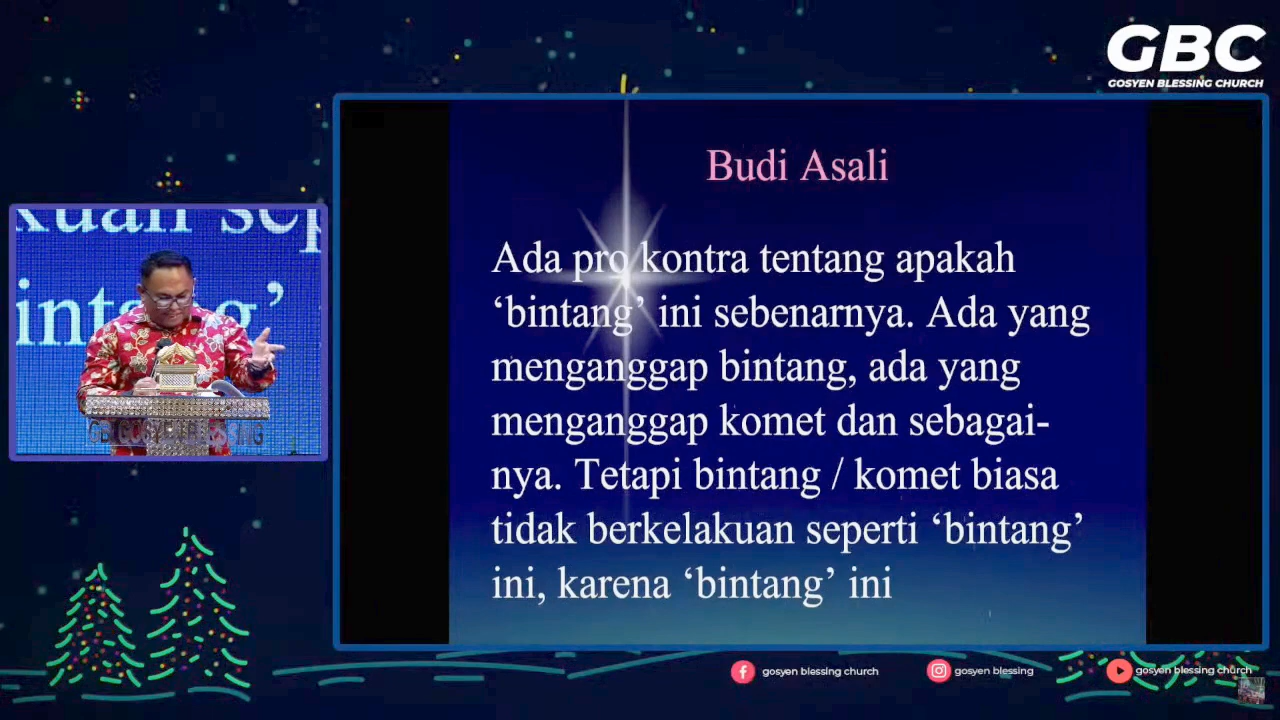 GBC
GOSYEN BLESSING CHURCH
Budi Asali
Ada pro kontra tentang apakah
‘bintang’ ini sebenarnya. Ada yang
menganggap bintang, ada yang
menganggap komet dan sebagai-
nya. Tetapi bintang / komet biasa
tidak berkelakuan seperti ‘bintang’
ini, karena ‘bintang’ ini
gosyen blessing church
gosyen blessing
gosyen blessing church